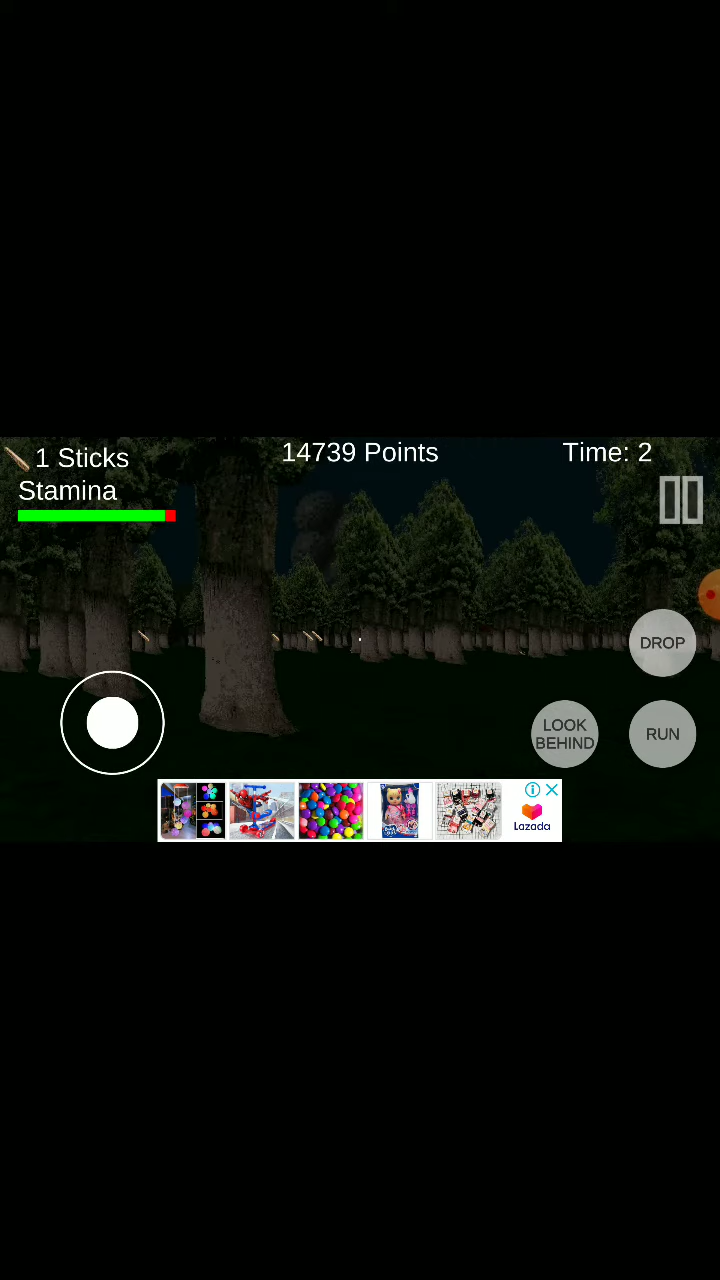 1 Sticks
14739 Points
Time: 2
Stamina
DROP
LOOK
BEHIND
RUN
Lazada